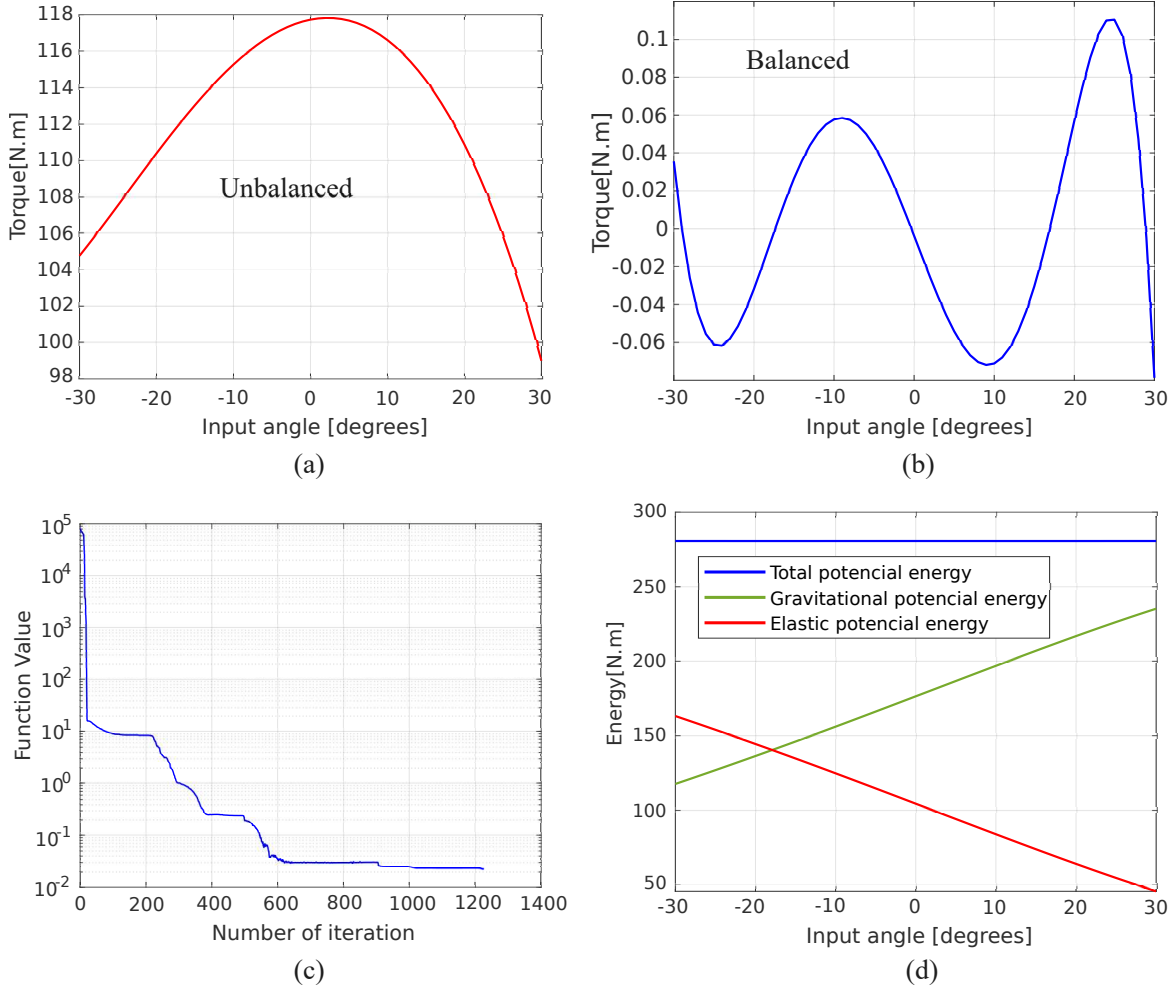 118
116
114
112
110
108
106
104
102
100
98
Torque[N.m]
Unbalanced
-30 -20 -10 0 10 20 30
Input angle [degrees]
(a)
0.1
0.08
0.06
0.04
0.02
0
-0.02
-0.04
-0.06
Torque[N.m]
Balanced
-30 -20 -10 0 10 20 30
Input angle [degrees]
(b)
10^5
10^4
10^3
10^2
10^1
10^0
10^-1
10^-2
Function Value
0 200 400 600 800 1000 1200 1400
Number of iteration
(c)
300
250
200
150
100
50
Energy[N.m]
Total potencial energy
Gravitational potencial energy
Elastic potencial energy
-30 -20 -10 0 10 20 30
Input angle [degrees]
(d)